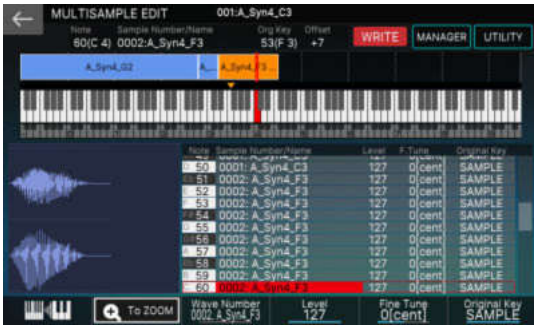 MULTISAMPLE EDIT 001:A_Syn4_C3
Note Sample Number/Name Org Key Offset
60(C 4) 0002:A_Syn4_F3 53(F 3) +7 WRITE MANAGER UTILITY
A_Syn4_G2 A_... A_Syn4_F3 ...
Note Sample Number/Name Level F.Tune Original Key
D 50 0001: A_Syn4_C3 127 0[cent] SAMPLE
51 0002: A_Syn4_F3 127 0[cent] SAMPLE
E 52 0002: A_Syn4_F3 127 0[cent] SAMPLE
F 53 0002: A_Syn4_F3 127 0[cent] SAMPLE
54 0002: A_Syn4_F3 127 0[cent] SAMPLE
G 55 0002: A_Syn4_F3 127 0[cent] SAMPLE
56 0002: A_Syn4_F3 127 0[cent] SAMPLE
A 57 0002: A_Syn4_F3 127 0[cent] SAMPLE
58 0002: A_Syn4_F3 127 0[cent] SAMPLE
B 59 0002: A_Syn4_F3 127 0[cent] SAMPLE
C 60 0002: A_Syn4_F3 127 0[cent] SAMPLE
To ZOOM Wave Number Level Fine Tune Original Key
0002: A_Syn4_F3 127 0[cent] SAMPLE